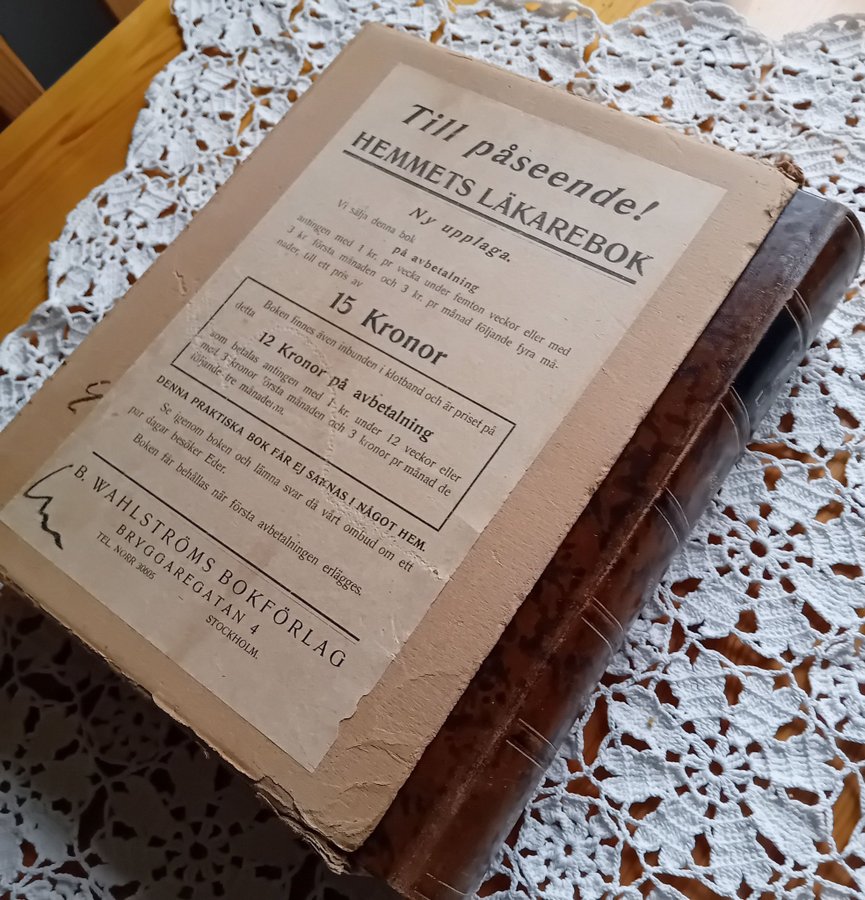 Till påseende!
HEMMETS LÄKAREBOK
Ny upplaga.
Vi sälja denna bok
på avbetalning
antingen med 1 kr. pr vecka under femton veckor eller med
3 kr. första månaden och 3 kr. pr månad följande fyra må-
nader, till ett pris av
15 Kronor
Boken finnes även inbunden i klotband och är priset på
detta
12 Kronor på avbetalning
som betalas antingen med 1 kr. under 12 veckor eller
med 3 kronor första månaden och 3 kronor pr månad de
följande tre månaderna.
DENNA PRAKTISKA BOK FÅR EJ SAKNAS I NÅGOT HEM.
Se igenom boken och lämna svar då vårt ombud om ett
par dagar besöker Eder.
Boken får behållas när första avbetalningen erlägges.
B. WAHLSTRÖMS BOKFÖRLAG
BRYGGAREGATAN 4
TEL. NORR 30605 - STOCKHOLM.